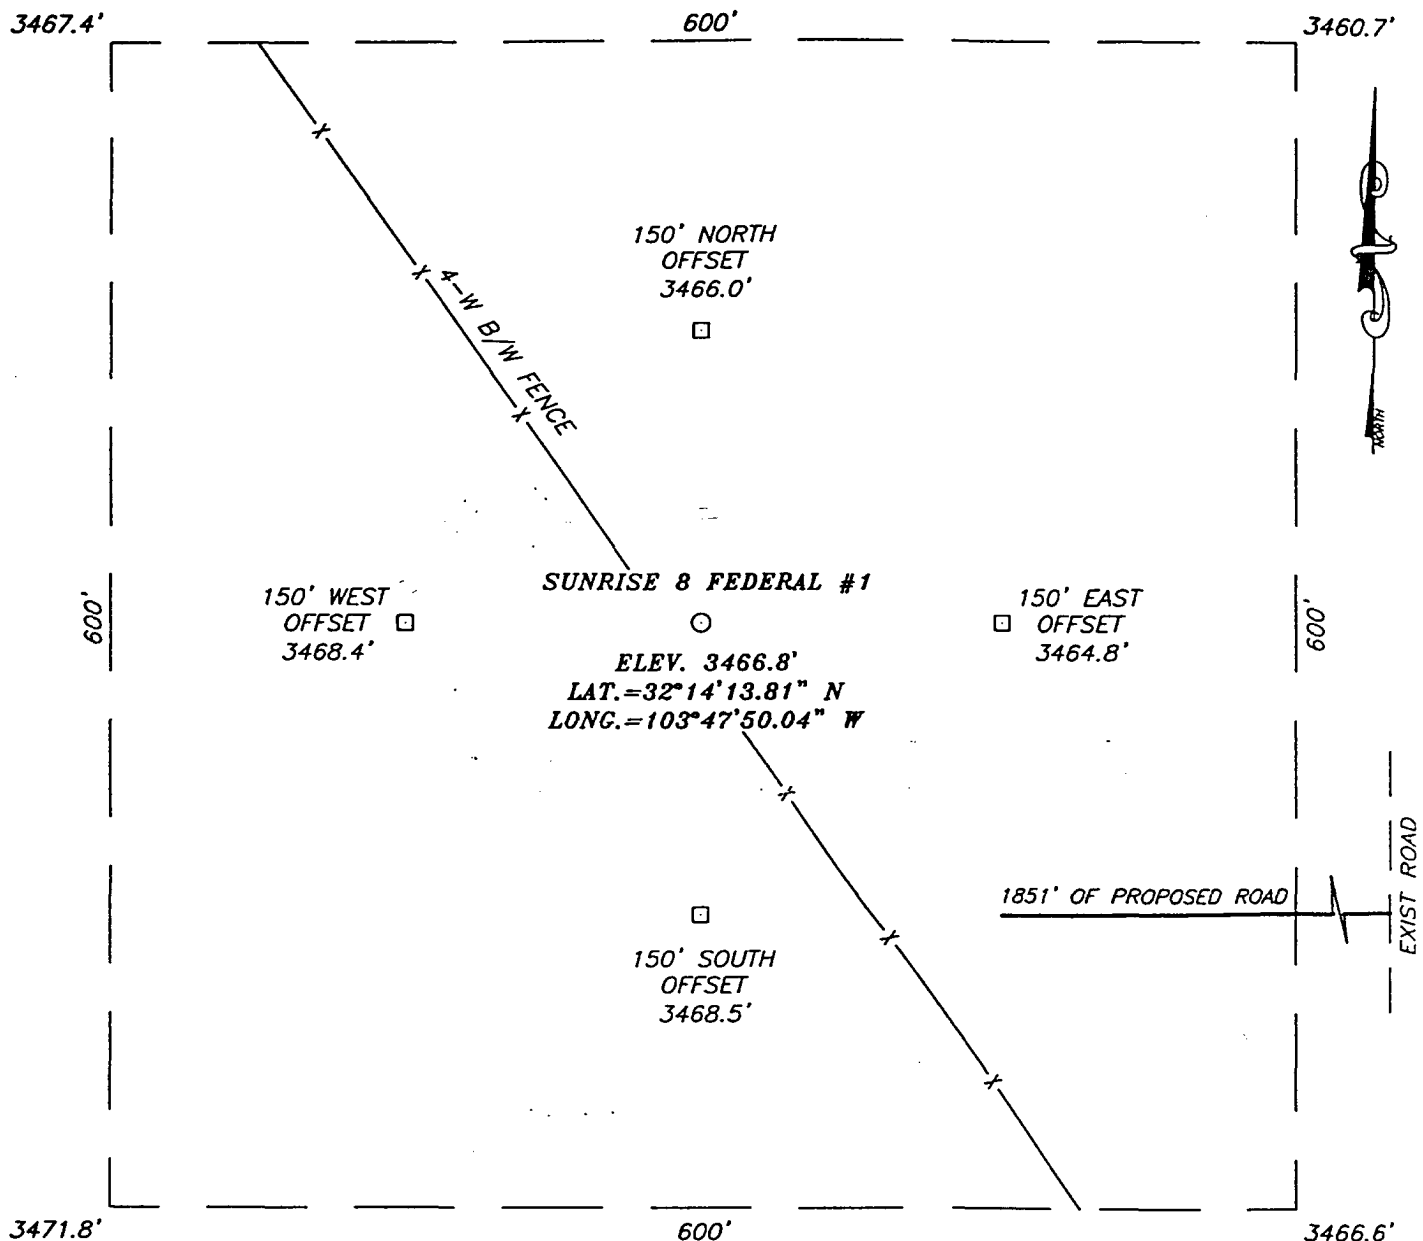 3467.4'
600'
3460.7'
NORTH
150' NORTH
OFFSET
3466.0'
4-W B/W FENCE
SUNRISE 8 FEDERAL #1
150' WEST
OFFSET
3468.4'
150' EAST
OFFSET
3464.8'
600'
600'
ELEV. 3466.8'
LAT.=32°14'13.81" N
LONG.=103°47'50.04" W
1851' OF PROPOSED ROAD
EXIST ROAD
150' SOUTH
OFFSET
3468.5'
3471.8'
600'
3466.6'